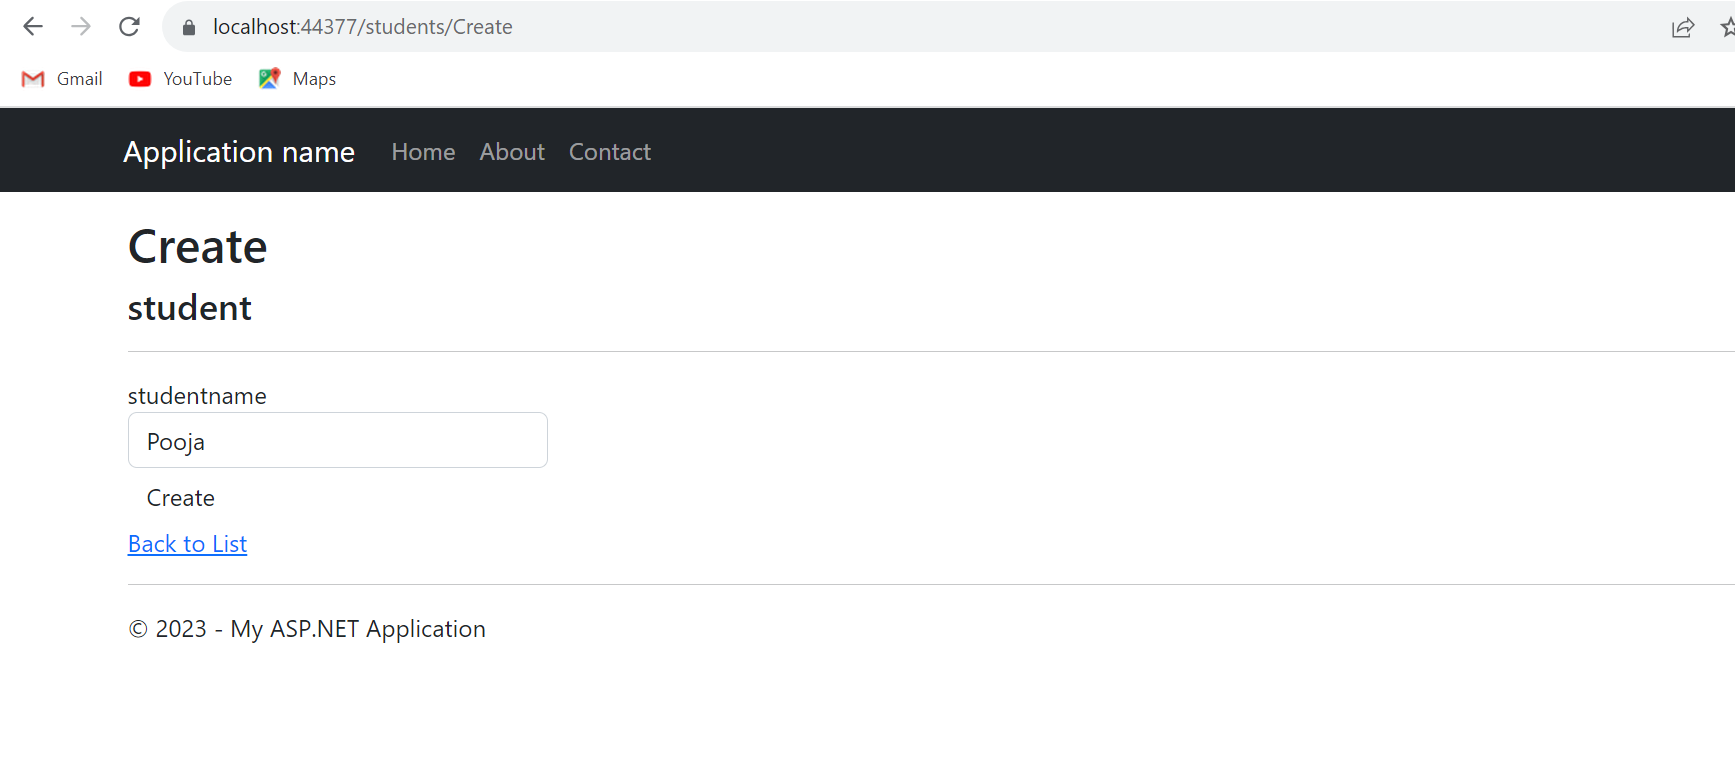 localhost:44377/students/Create
Gmail YouTube Maps
Application name Home About Contact
Create
student
studentname
Pooja
Create
Back to List
© 2023 - My ASP.NET Application